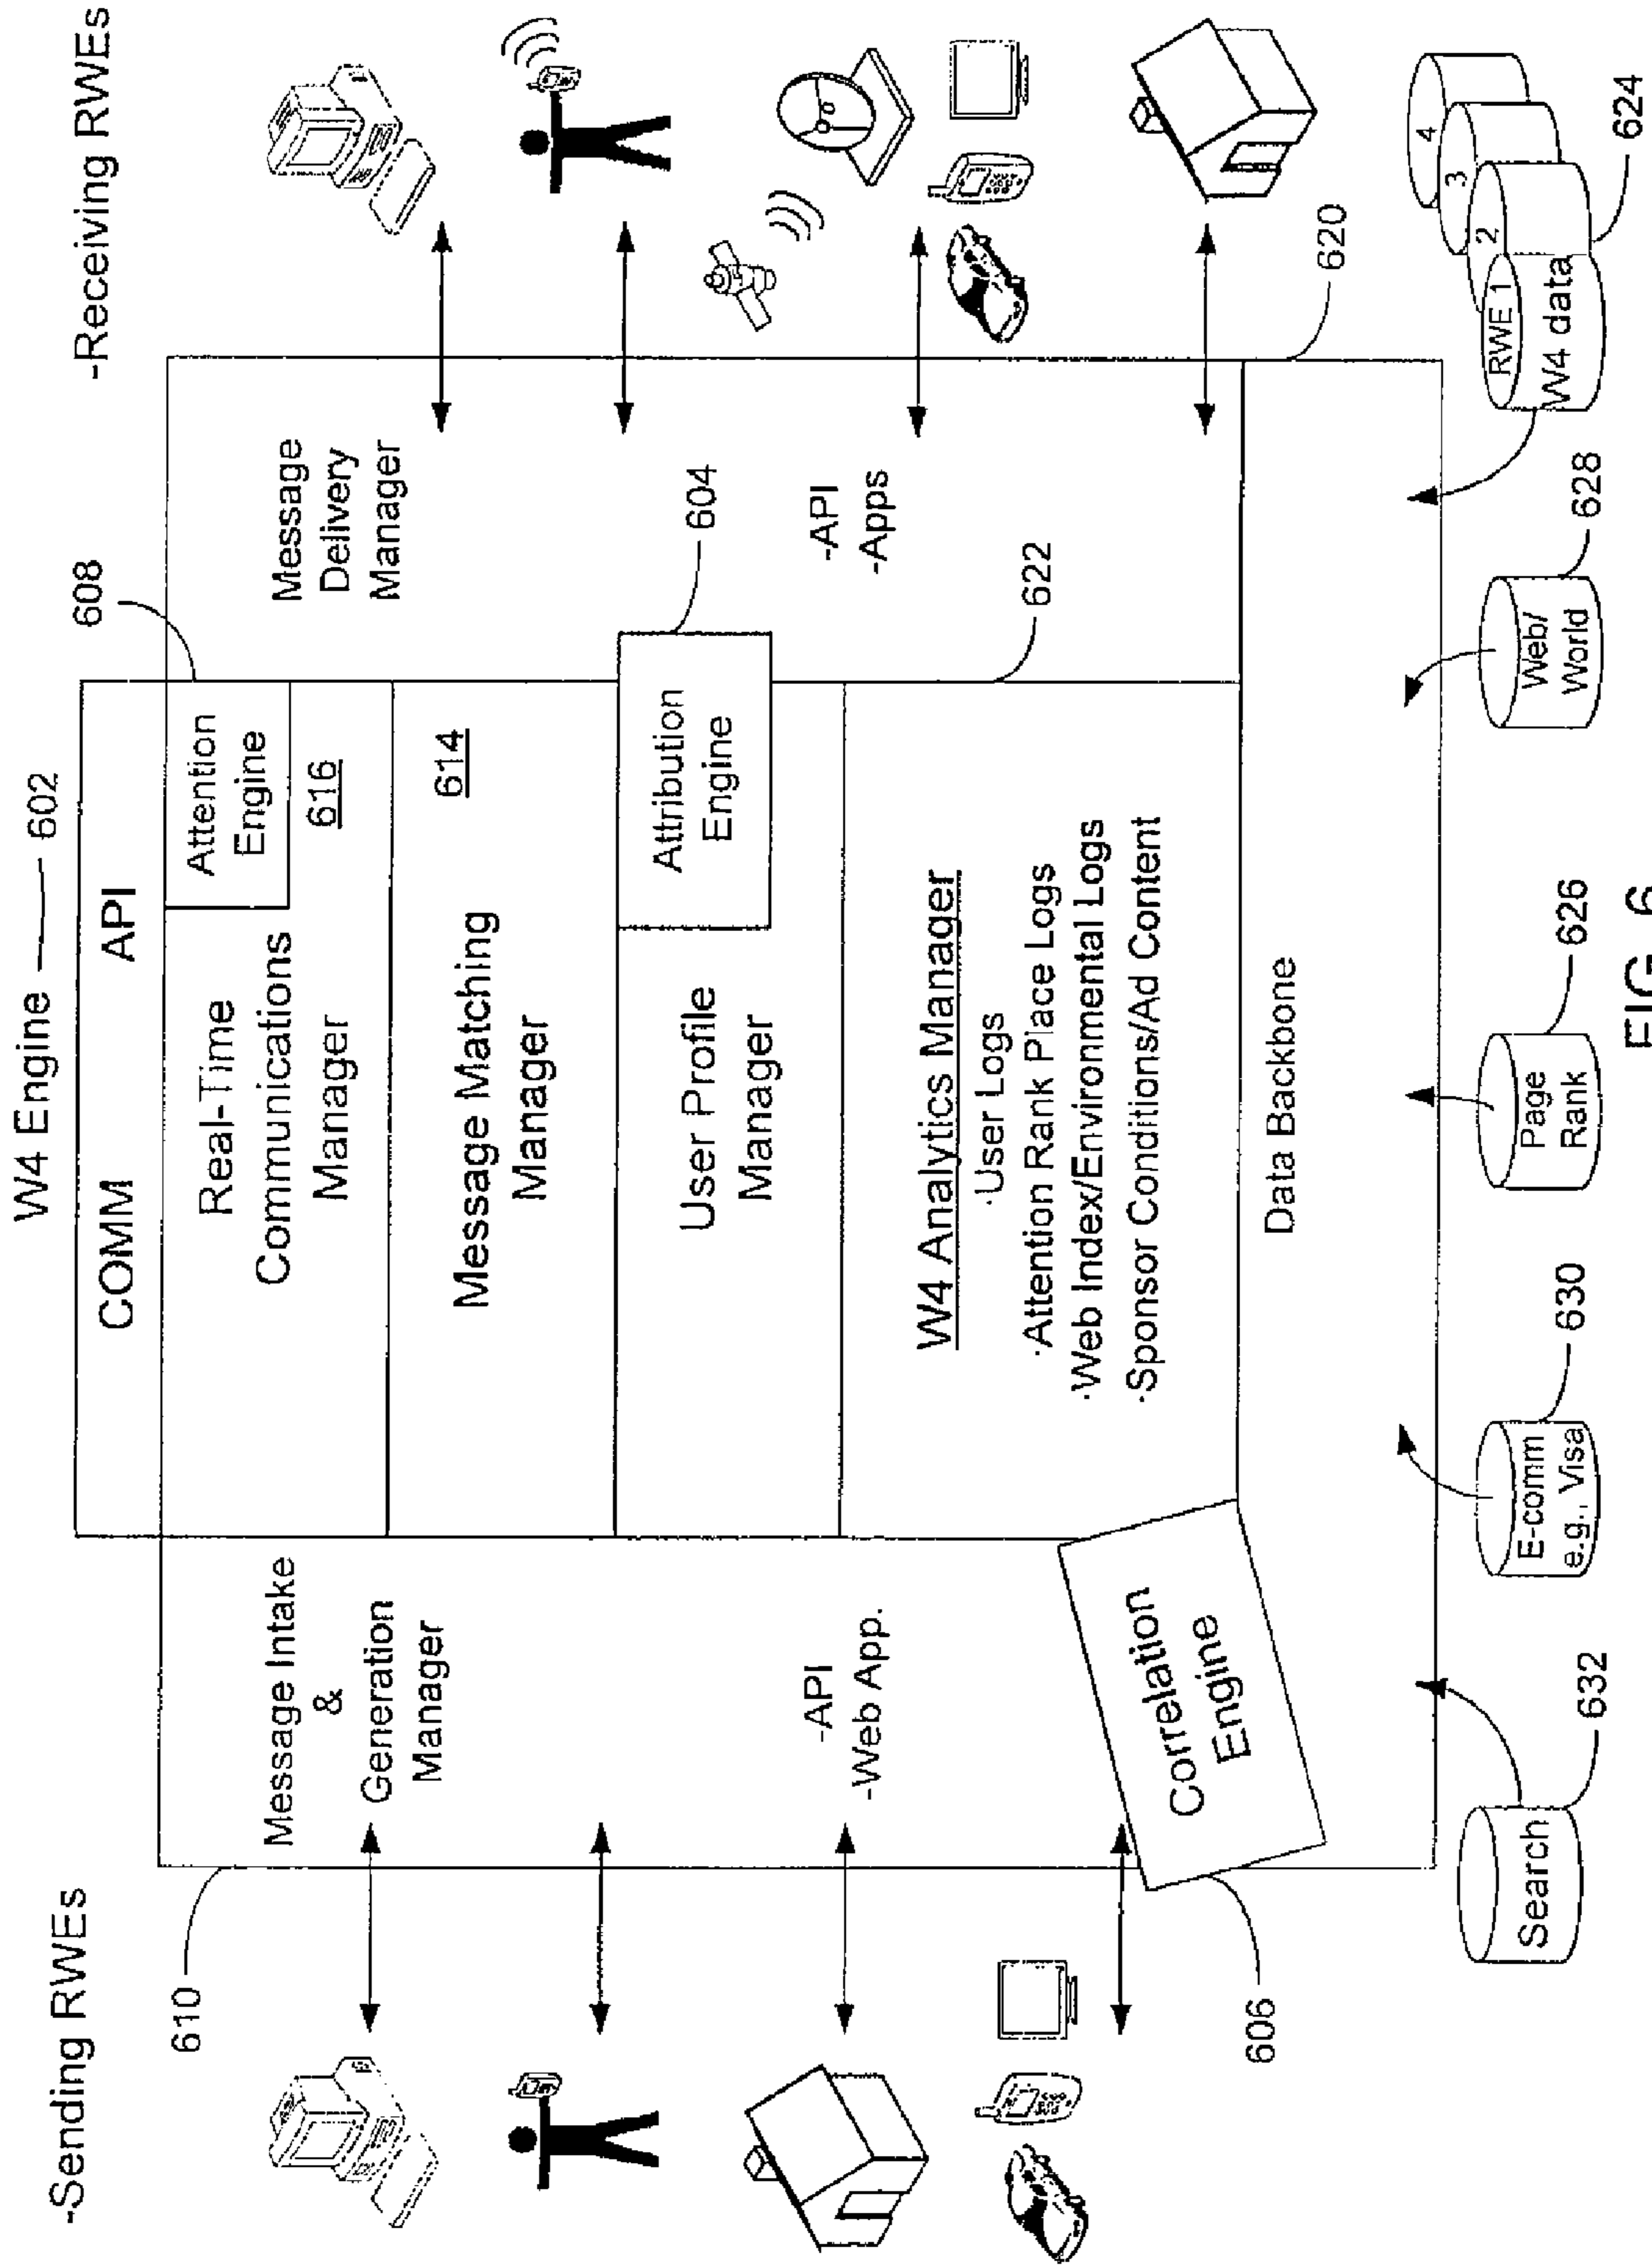 W4 Engine
602
-Sending RWEs
-Receiving RWEs
COMM API
608
610
Message Intake
&
Generation
Manager
-API
-Web App.
Real-Time
Communications
Manager
Attention
Engine
616
Message Matching
Manager
614
User Profile
Manager
Attribution
Engine
604
W4 Analytics Manager
·User Logs
·Attention Rank Place Logs
·Web Index/Environmental Logs
·Sponsor Conditions/Ad Content
622
Message
Delivery
Manager
-API
-Apps
620
Correlation
Engine
606
Data Backbone
Search
632
E-comm
e.g., Visa
630
Page
Rank
626
Web/
World
628
RWE 1
W4 data
2
3
4
624
FIG. 6